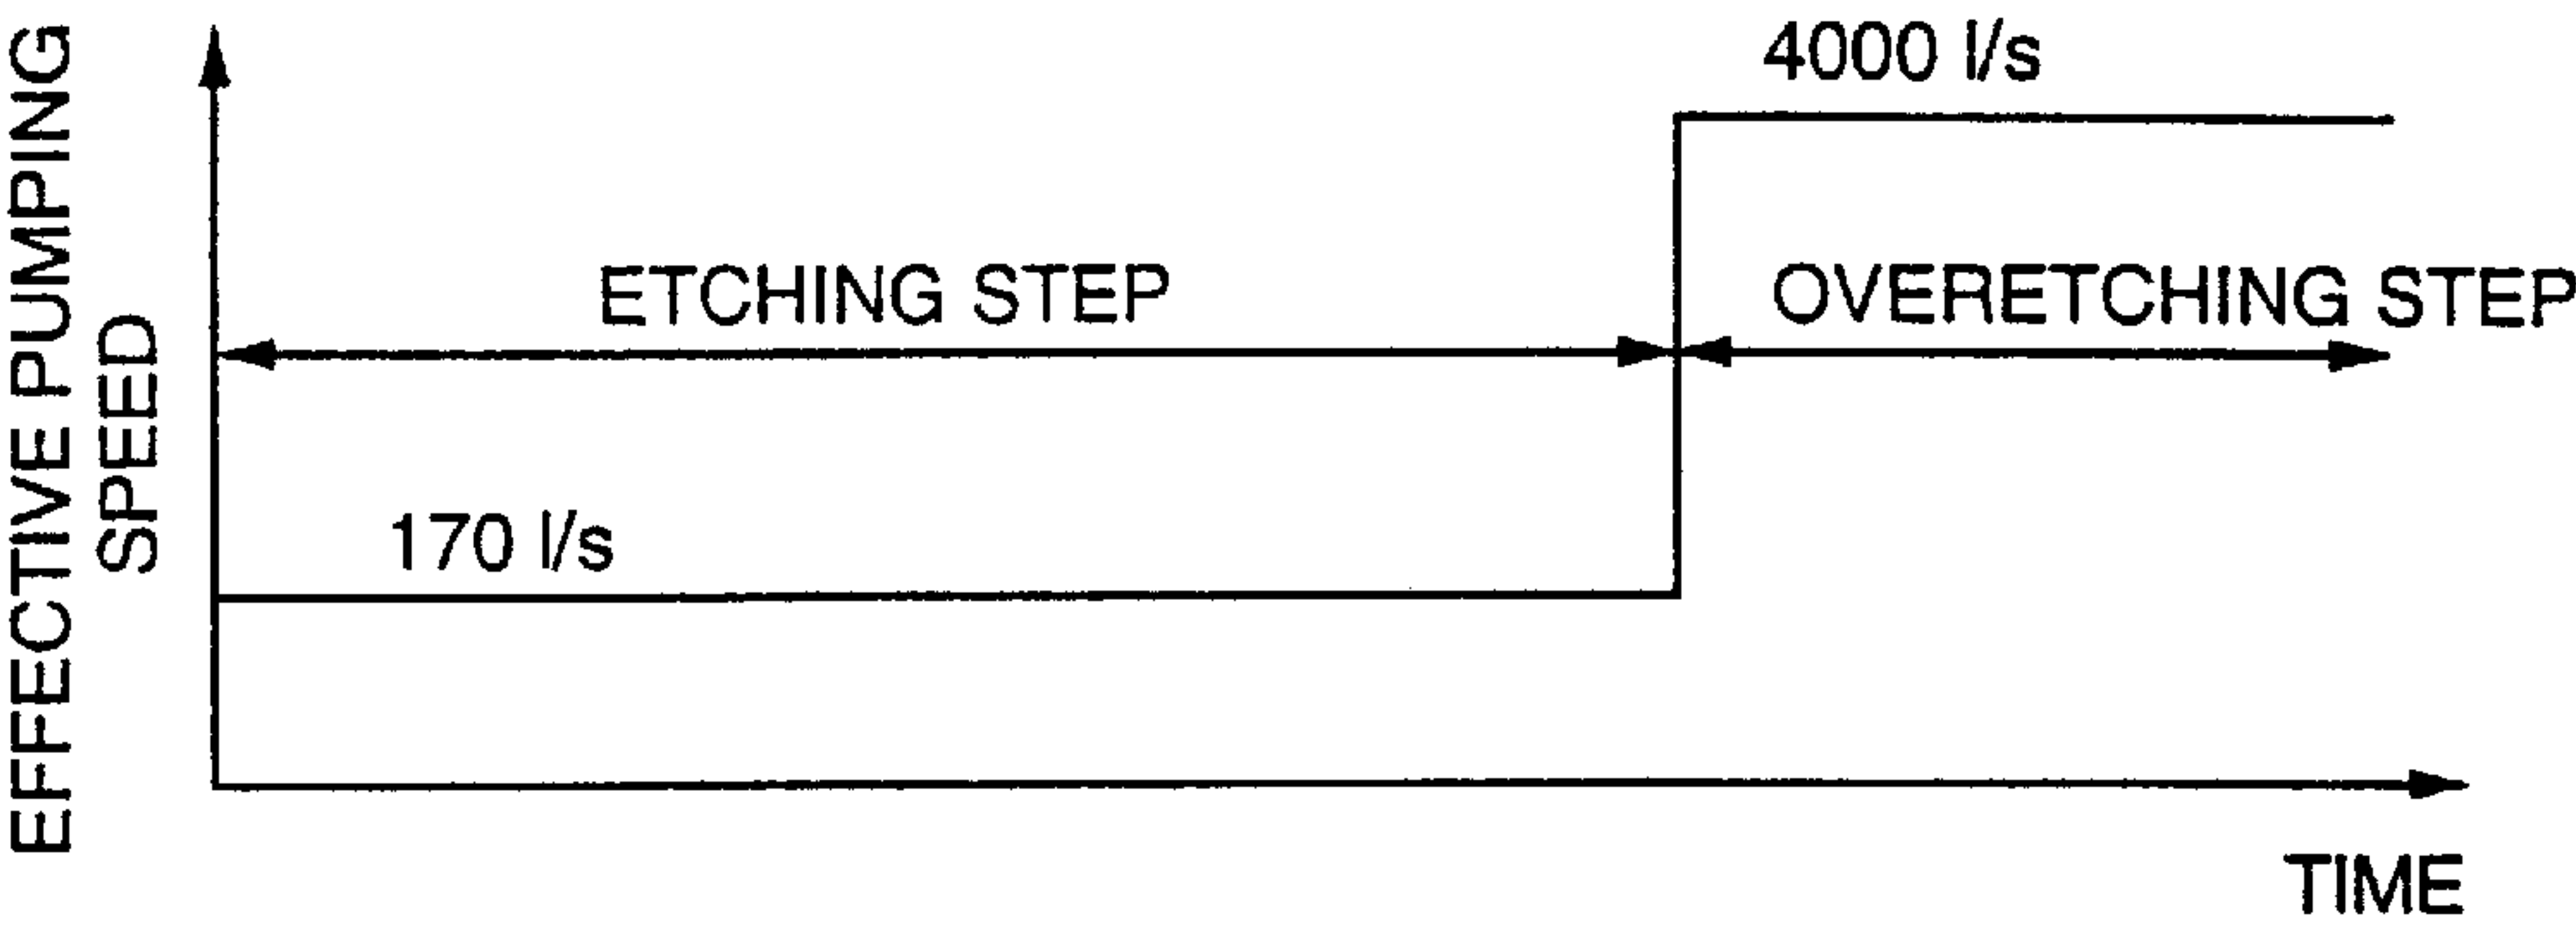 EFFECTIVE PUMPING
SPEED
4000 l/s
ETCHING STEP
OVERETCHING STEP
170 l/s
TIME